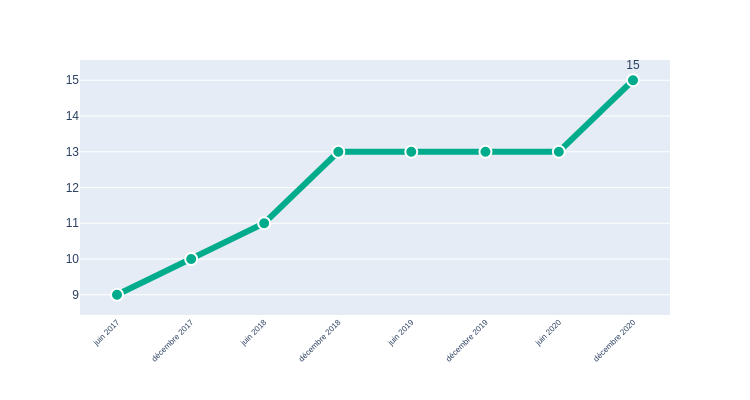 15
15
14
13
12
11
10
9
juin 2017
décembre 2017
juin 2018
décembre 2018
juin 2019
décembre 2019
juin 2020
décembre 2020